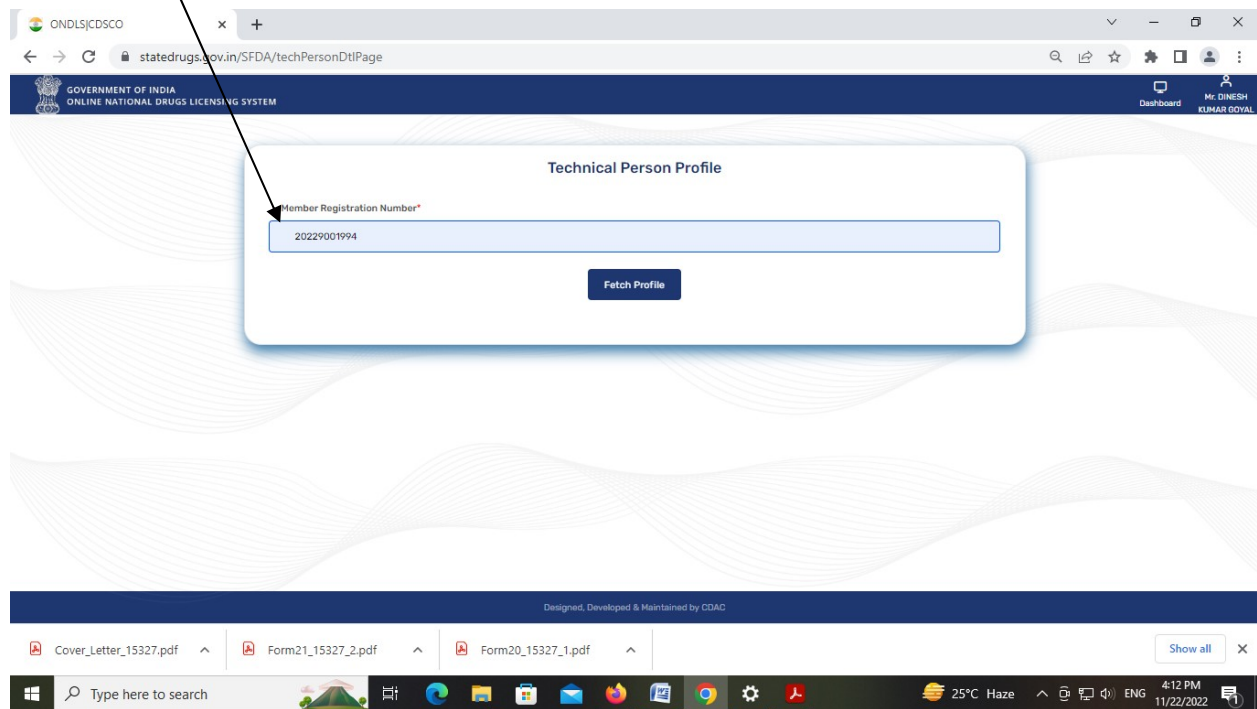 ONDLS|CDSCO
statedrugs.gov.in/SFDA/techPersonDtlPage
GOVERNMENT OF INDIA
ONLINE NATIONAL DRUGS LICENSING SYSTEM
Dashboard
Mr. DINESH
KUMAR GOYAL
Technical Person Profile
Member Registration Number*
20229001994
Fetch Profile
Designed, Developed & Maintained by CDAC
Cover_Letter_15327.pdf
Form21_15327_2.pdf
Form20_15327_1.pdf
Show all
Type here to search
25°C Haze
ENG
4:12 PM
11/22/2022
1